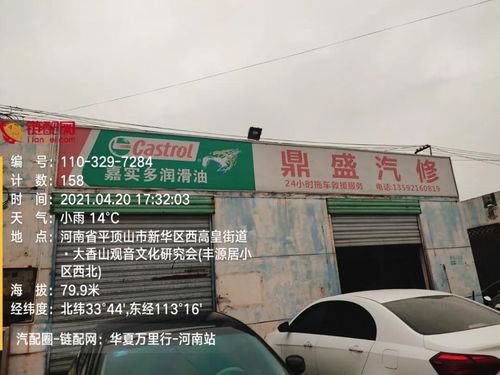 链配网
Lianpei.com
Castrol
嘉实多润滑油
鼎盛汽修
24小时拖车救援服务 电话:13592160819
编 号：110-329-7284
计 数：158
时 间：2021.04.20 17:32:03
天 气：小雨 14°C
地 点：河南省平顶山市新华区西高皇街道
·大香山观音文化研究会(丰源居小
区西北)
海 拔：79.9米
经纬度：北纬33°44',东经113°16'
汽配圈-链配网：华夏万里行-河南站